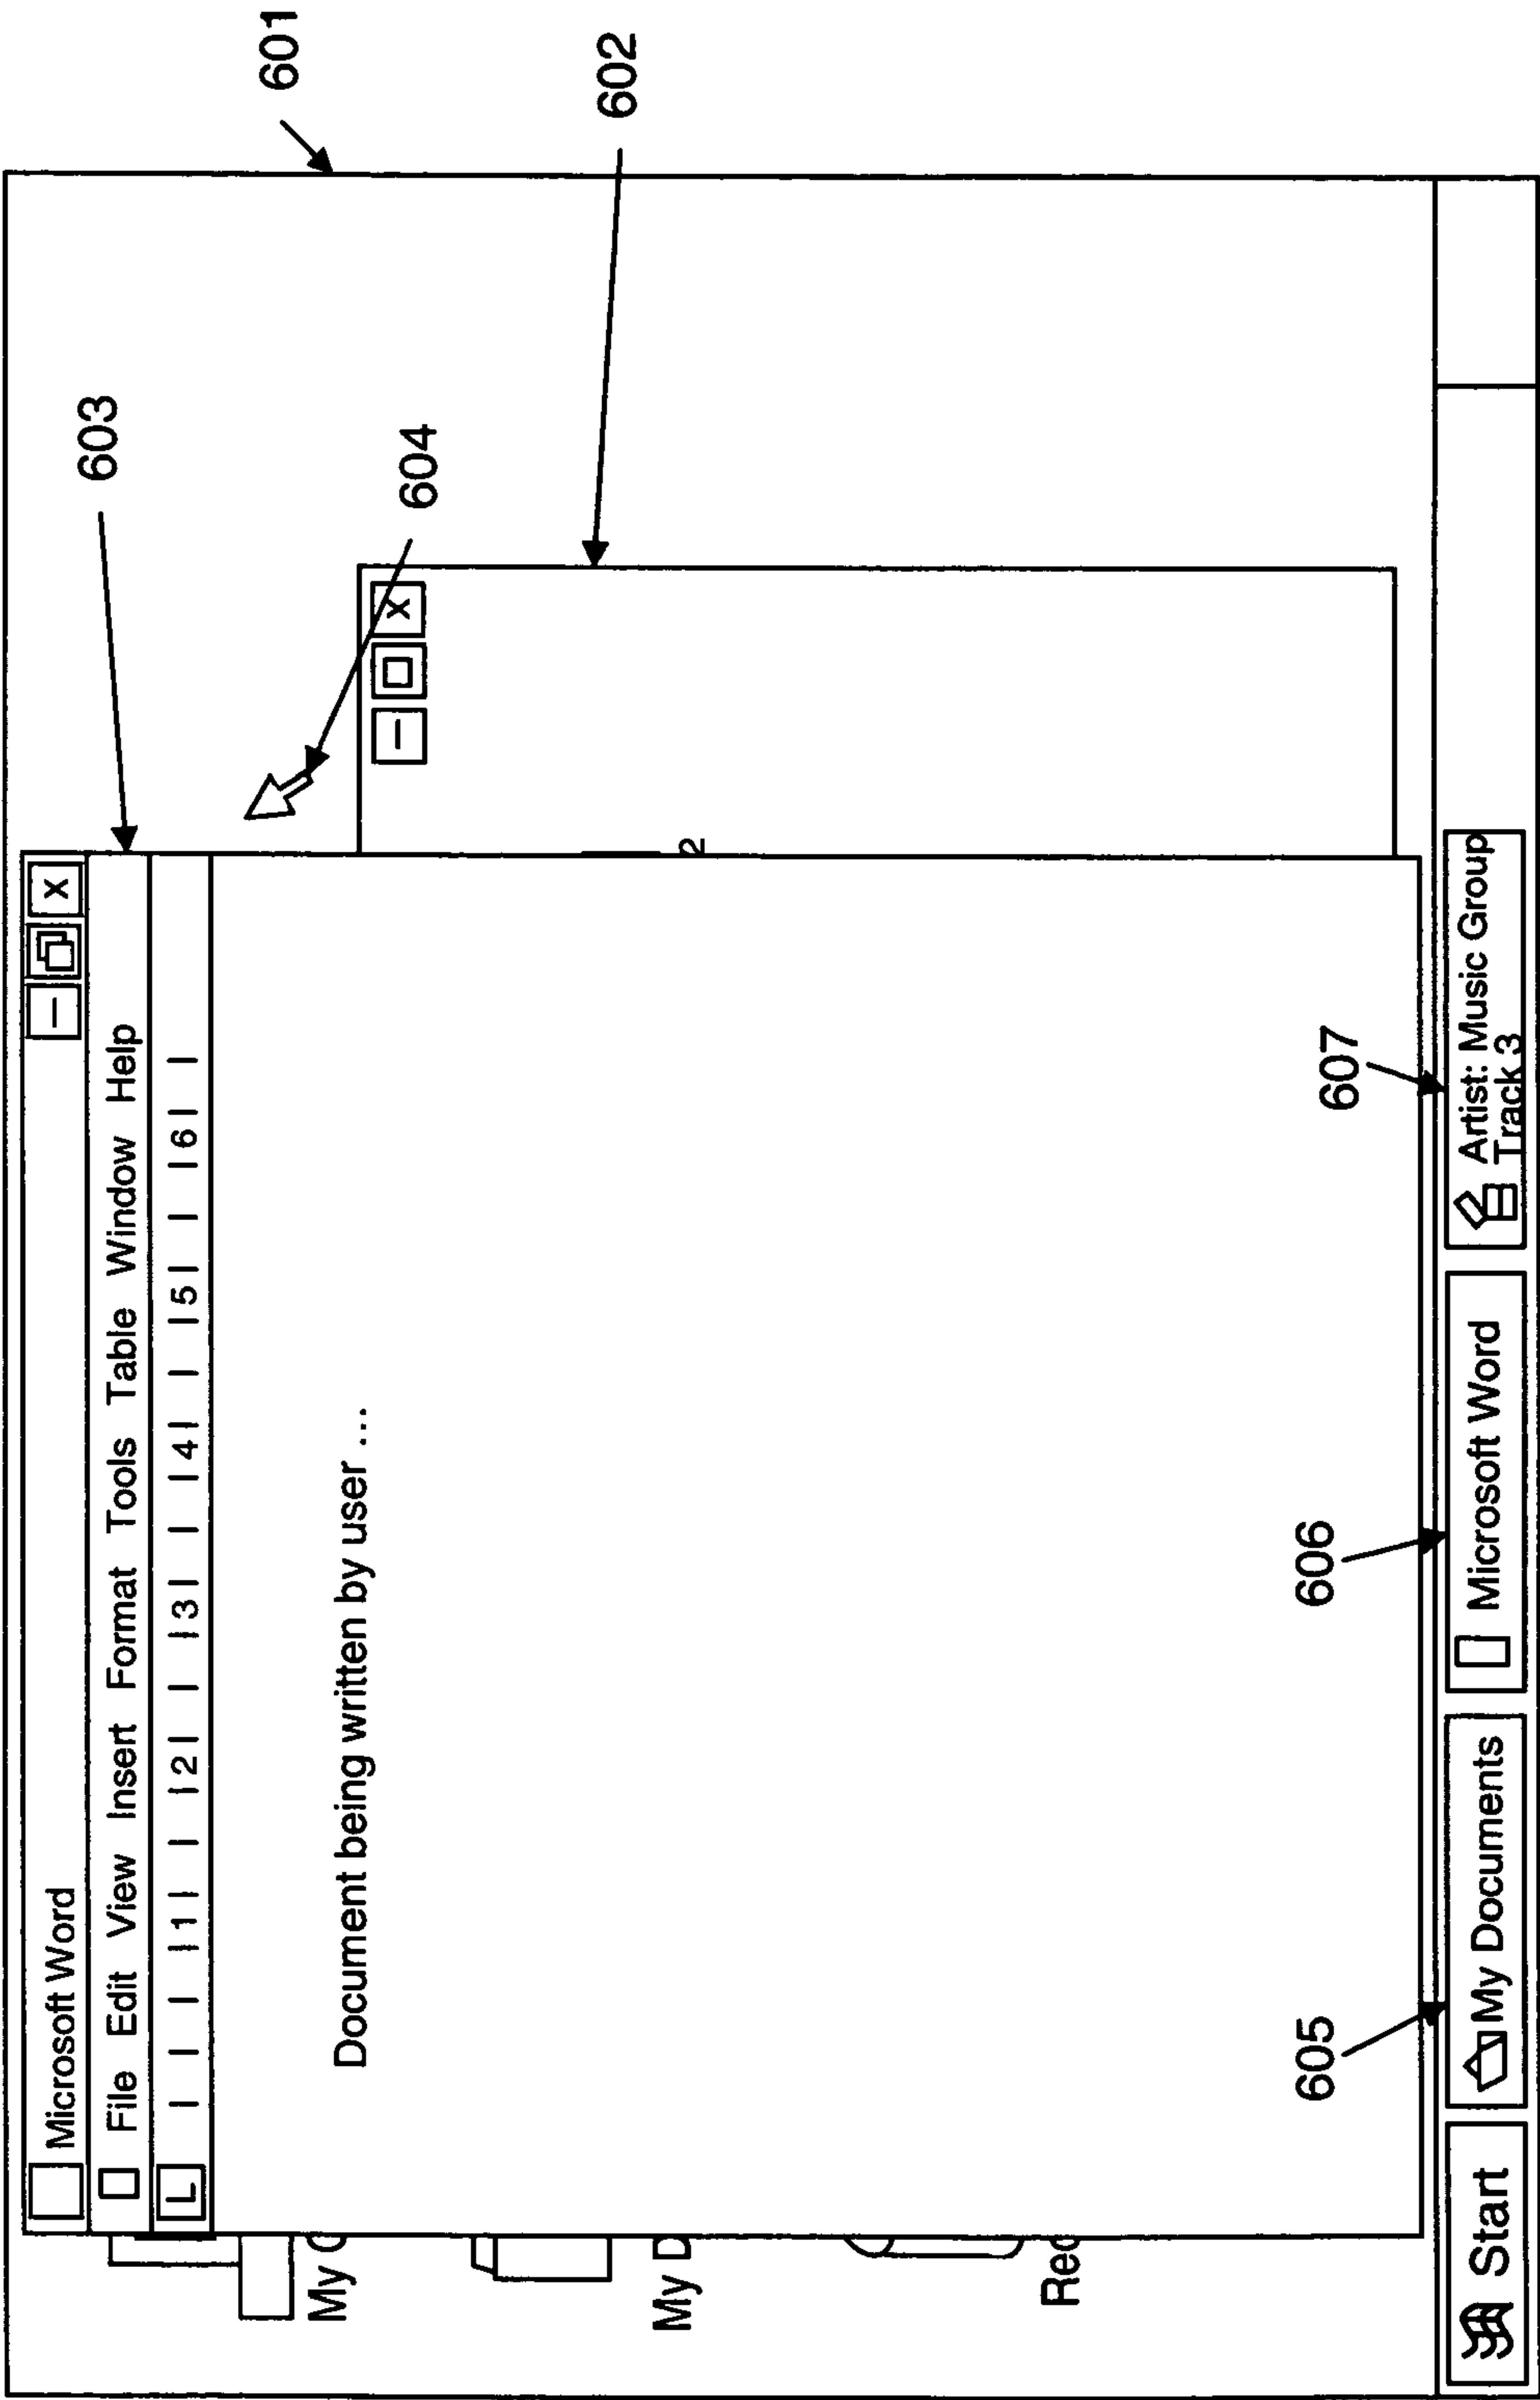 601
602
603
604
Microsoft Word
— X
File Edit View Insert Format Tools Table Window Help
L | | | |1| | |2| | |3| | |4| | |5| | |6| |
Document being written by user ...
— X
2
My C
My D
Rec
605
606
607
Start
My Documents
Microsoft Word
Artist: Music Group
Track 3